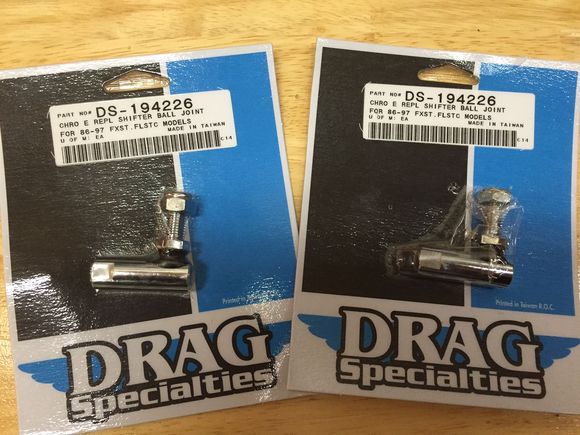 PART NO# DS-194226
CHRO E REPL SHIFTER BALL JOINT
FOR 86-97 FXST.FLSTC MODELS
U OF M: EA MADE IN TAIWAN
C14
Printed in Taiwan R.O.C.
DRAG
Specialties
PART NO# DS-194226
CHRO E REPL SHIFTER BALL JOINT
FOR 86-97 FXST.FLSTC MODELS
U OF M: EA MADE IN TAIWAN
C14
Printed in Taiwan R.O.C.
DRAG
Specialties